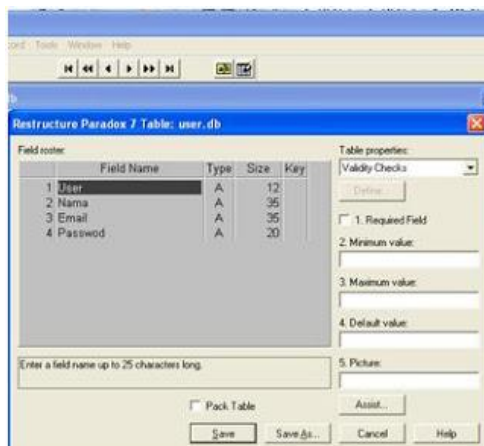 Tools Window Help
Restructure Paradox 7 Table: user.db
Field roster:
Field Name Type Size Key
1 User A 12
2 Nama A 35
3 Email A 35
4 Passwod A 20
Enter a field name up to 25 characters long.
Pack Table
Save
Save As...
Table properties:
Validity Checks
Define...
1. Required Field
2. Minimum value:
3. Maximum value:
4. Default value:
5. Picture:
Assist...
Cancel
Help